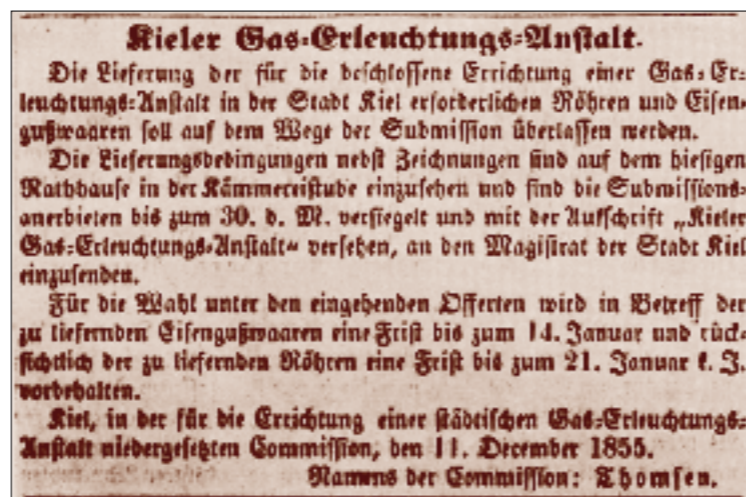 Kieler Gas-Erleuchtungs-Anstalt.
Die Lieferung der für die beschlossene Errichtung einer Gas-Er-
leuchtungs-Anstalt in der Stadt Kiel erforderlichen Röhren und Eisen-
gußwaaren soll auf dem Wege der Submission überlassen werden.
Die Lieferungsbedingungen nebst Zeichnungen sind auf dem hiesigen
Rathhause in der Kämmereistube einzusehen und sind die Submissions-
anerbieten bis zum 30. d. M. versiegelt und mit der Aufschrift „Kieler
Gas-Erleuchtungs-Anstalt“ versehen, an den Magistrat der Stadt Kiel
einzusenden.
Für die Wahl unter den eingehenden Offerten wird in Betreff der
zu liefernden Eisengußwaaren eine Frist bis zum 14. Januar und rück-
sichtlich der zu liefernden Röhren eine Frist bis zum 21. Januar k. J.
vorbehalten.
Kiel, in der für die Errichtung einer städtischen Gas-Erleuchtungs-
Anstalt niedergesetzten Commission, den 11. December 1855.
Namens der Commission: Thomsen.